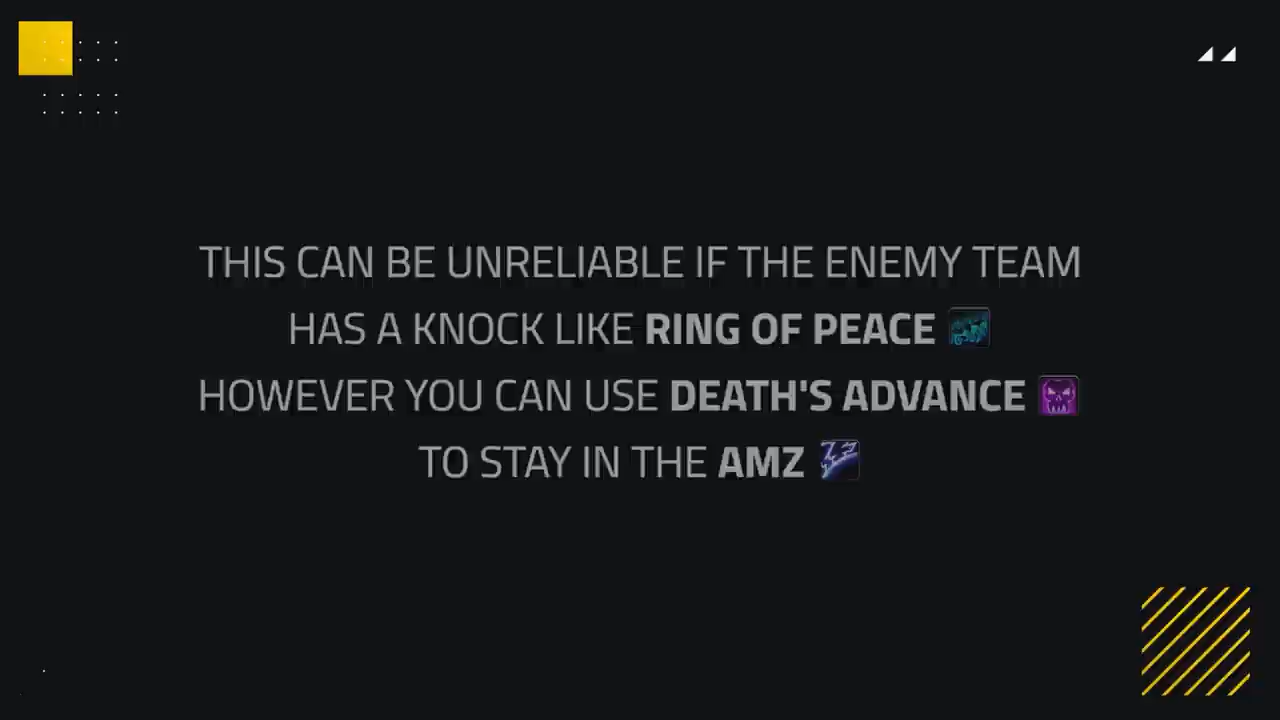 THIS CAN BE UNRELIABLE IF THE ENEMY TEAM
HAS A KNOCK LIKE RING OF PEACE
HOWEVER YOU CAN USE DEATH'S ADVANCE
TO STAY IN THE AMZ